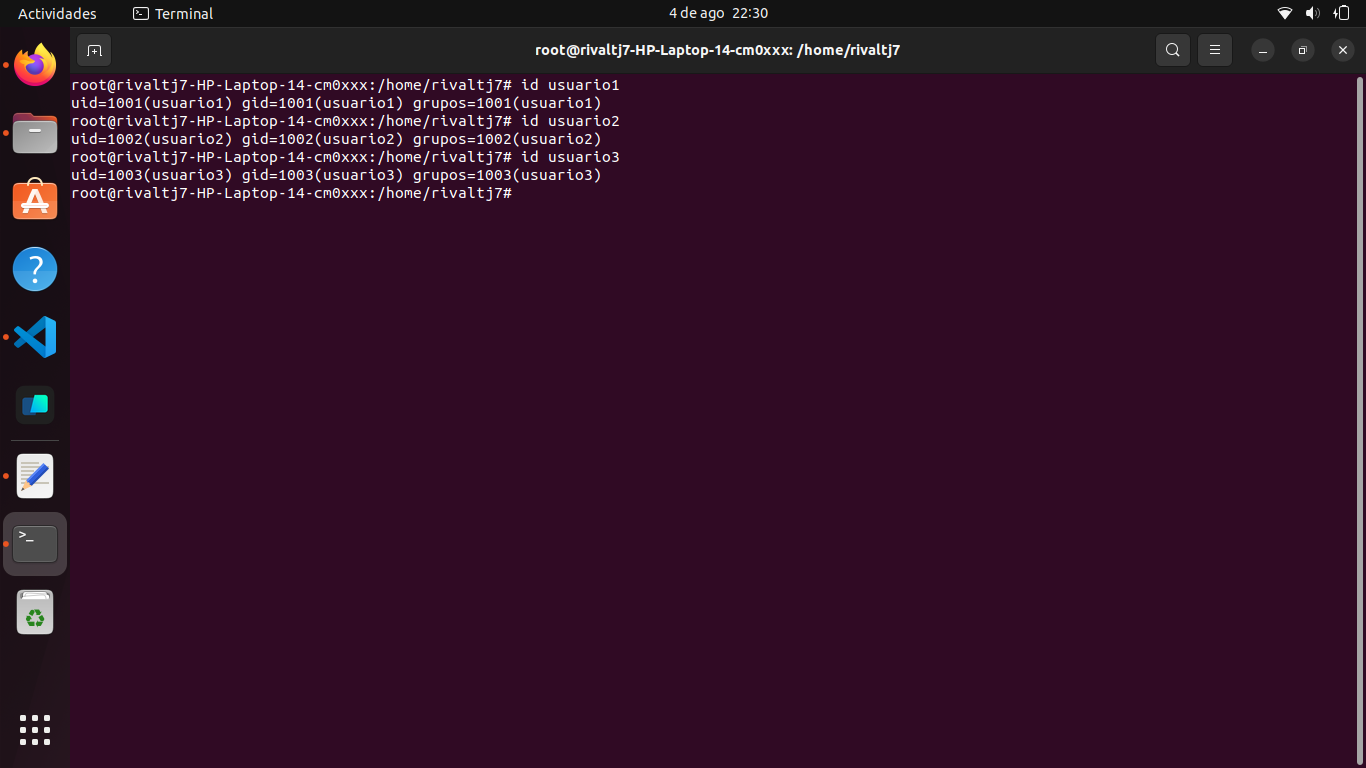 Actividades
Terminal
4 de ago 22:30
root@rivaltj7-HP-Laptop-14-cm0xxx: /home/rivaltj7
root@rivaltj7-HP-Laptop-14-cm0xxx:/home/rivaltj7# id usuario1
uid=1001(usuario1) gid=1001(usuario1) grupos=1001(usuario1)
root@rivaltj7-HP-Laptop-14-cm0xxx:/home/rivaltj7# id usuario2
uid=1002(usuario2) gid=1002(usuario2) grupos=1002(usuario2)
root@rivaltj7-HP-Laptop-14-cm0xxx:/home/rivaltj7# id usuario3
uid=1003(usuario3) gid=1003(usuario3) grupos=1003(usuario3)
root@rivaltj7-HP-Laptop-14-cm0xxx:/home/rivaltj7#